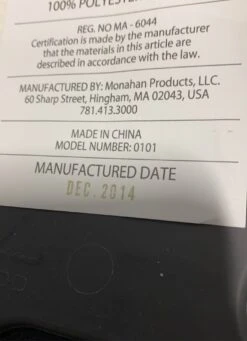 100% POLYESTER
REG. NO MA - 6044
Certification is made by the manufacturer
that the materials in this article are
described in accordance with the law.
MANUFACTURED BY: Monahan Products, LLC.
60 Sharp Street, Hingham, MA 02043, USA
781.413.3000
MADE IN CHINA
MODEL NUMBER: 0101
MANUFACTURED DATE
DEC. 2014